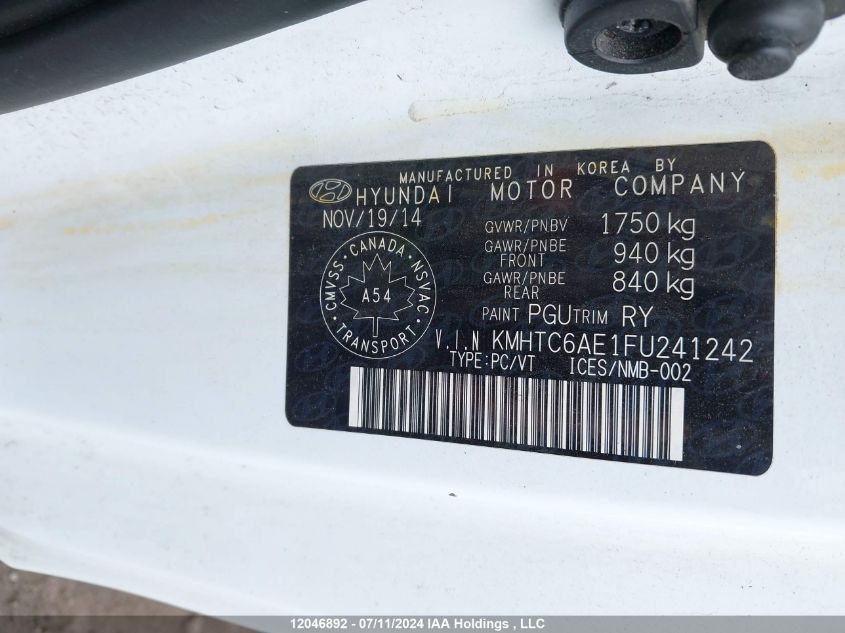 MANUFACTURED IN KOREA BY
HYUNDAI MOTOR COMPANY
NOV/19/14
GVWR/PNBV 1750 kg
GAWR/PNBE FRONT 940 kg
GAWR/PNBE REAR 840 kg
CMVSS · CANADA · NSVAC
A54
· TRANSPORT ·
PAINT PGU TRIM RY
V.I.N KMHTC6AE1FU241242
TYPE:PC/VT ICES/NMB-002
12046892 - 07/11/2024 IAA Holdings , LLC